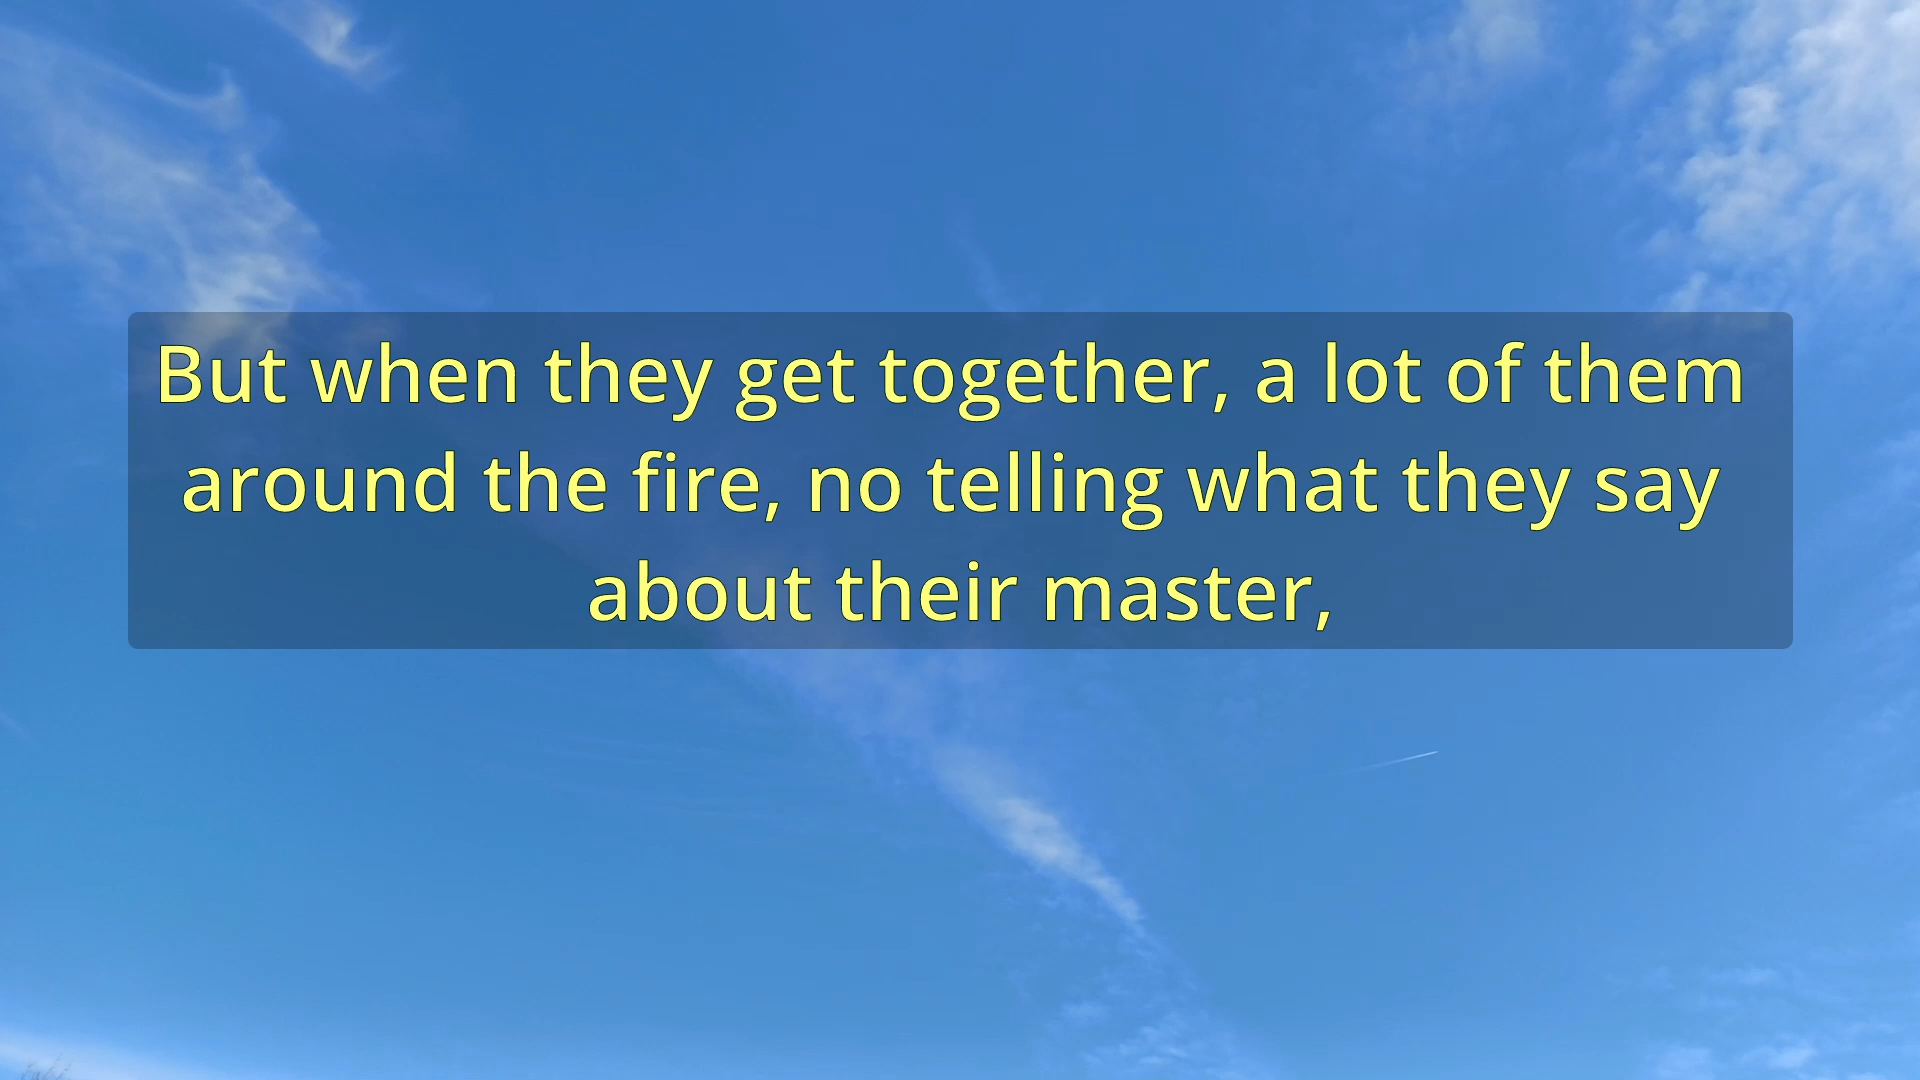 But when they get together, a lot of them
around the fire, no telling what they say
about their master,